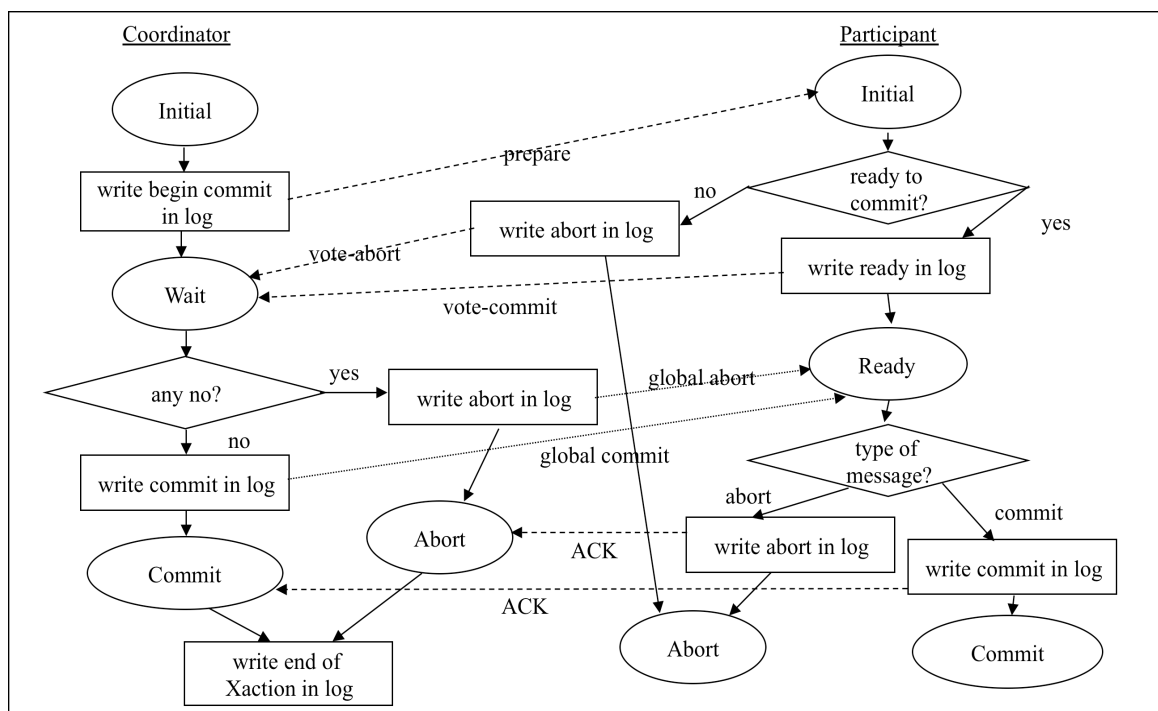 Coordinator
Participant
Initial
Initial
prepare
write begin commit
in log
ready to
commit?
no
yes
write abort in log
write ready in log
vote-abort
Wait
vote-commit
any no?
yes
write abort in log
global abort
Ready
no
write commit in log
global commit
type of
message?
abort
commit
Abort
ACK
write abort in log
write commit in log
Commit
ACK
write end of
Xaction in log
Abort
Commit